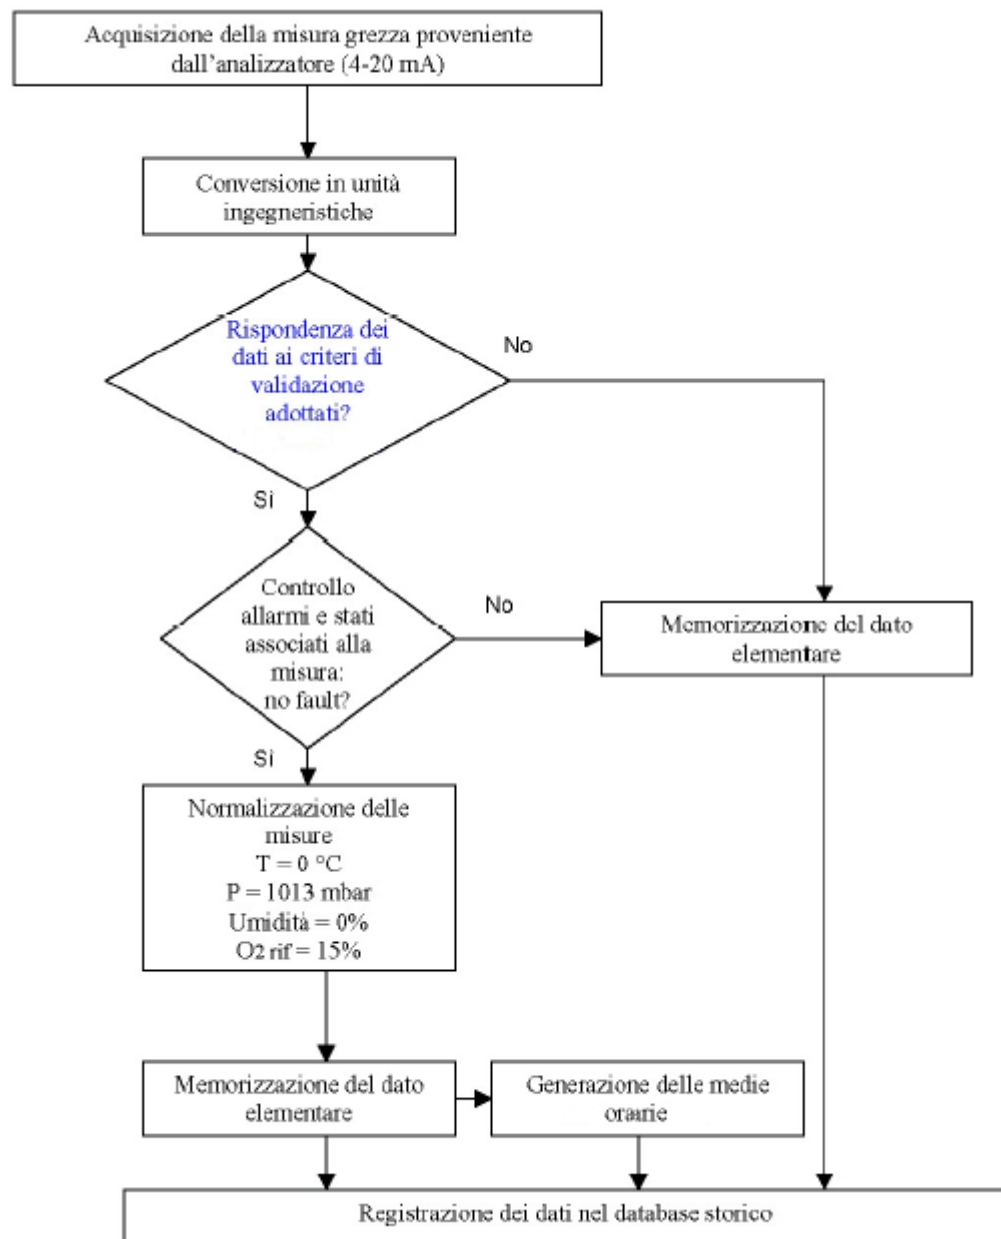 Acquisizione della misura grezza proveniente
dall'analizzatore (4-20 mA)
Conversione in unità
ingegneristiche
Rispondenza dei
dati ai criteri di
validazione
adottati?
No
Sì
Controllo
allarmi e stati
associati alla
misura:
no fault?
No
Memorizzazione del dato
elementare
Sì
Normalizzazione delle
misure
T = 0 °C
P = 1013 mbar
Umidità = 0%
O2 rif = 15%
Memorizzazione del dato
elementare
Generazione delle medie
oraarie
Registrazione dei dati nel database storico